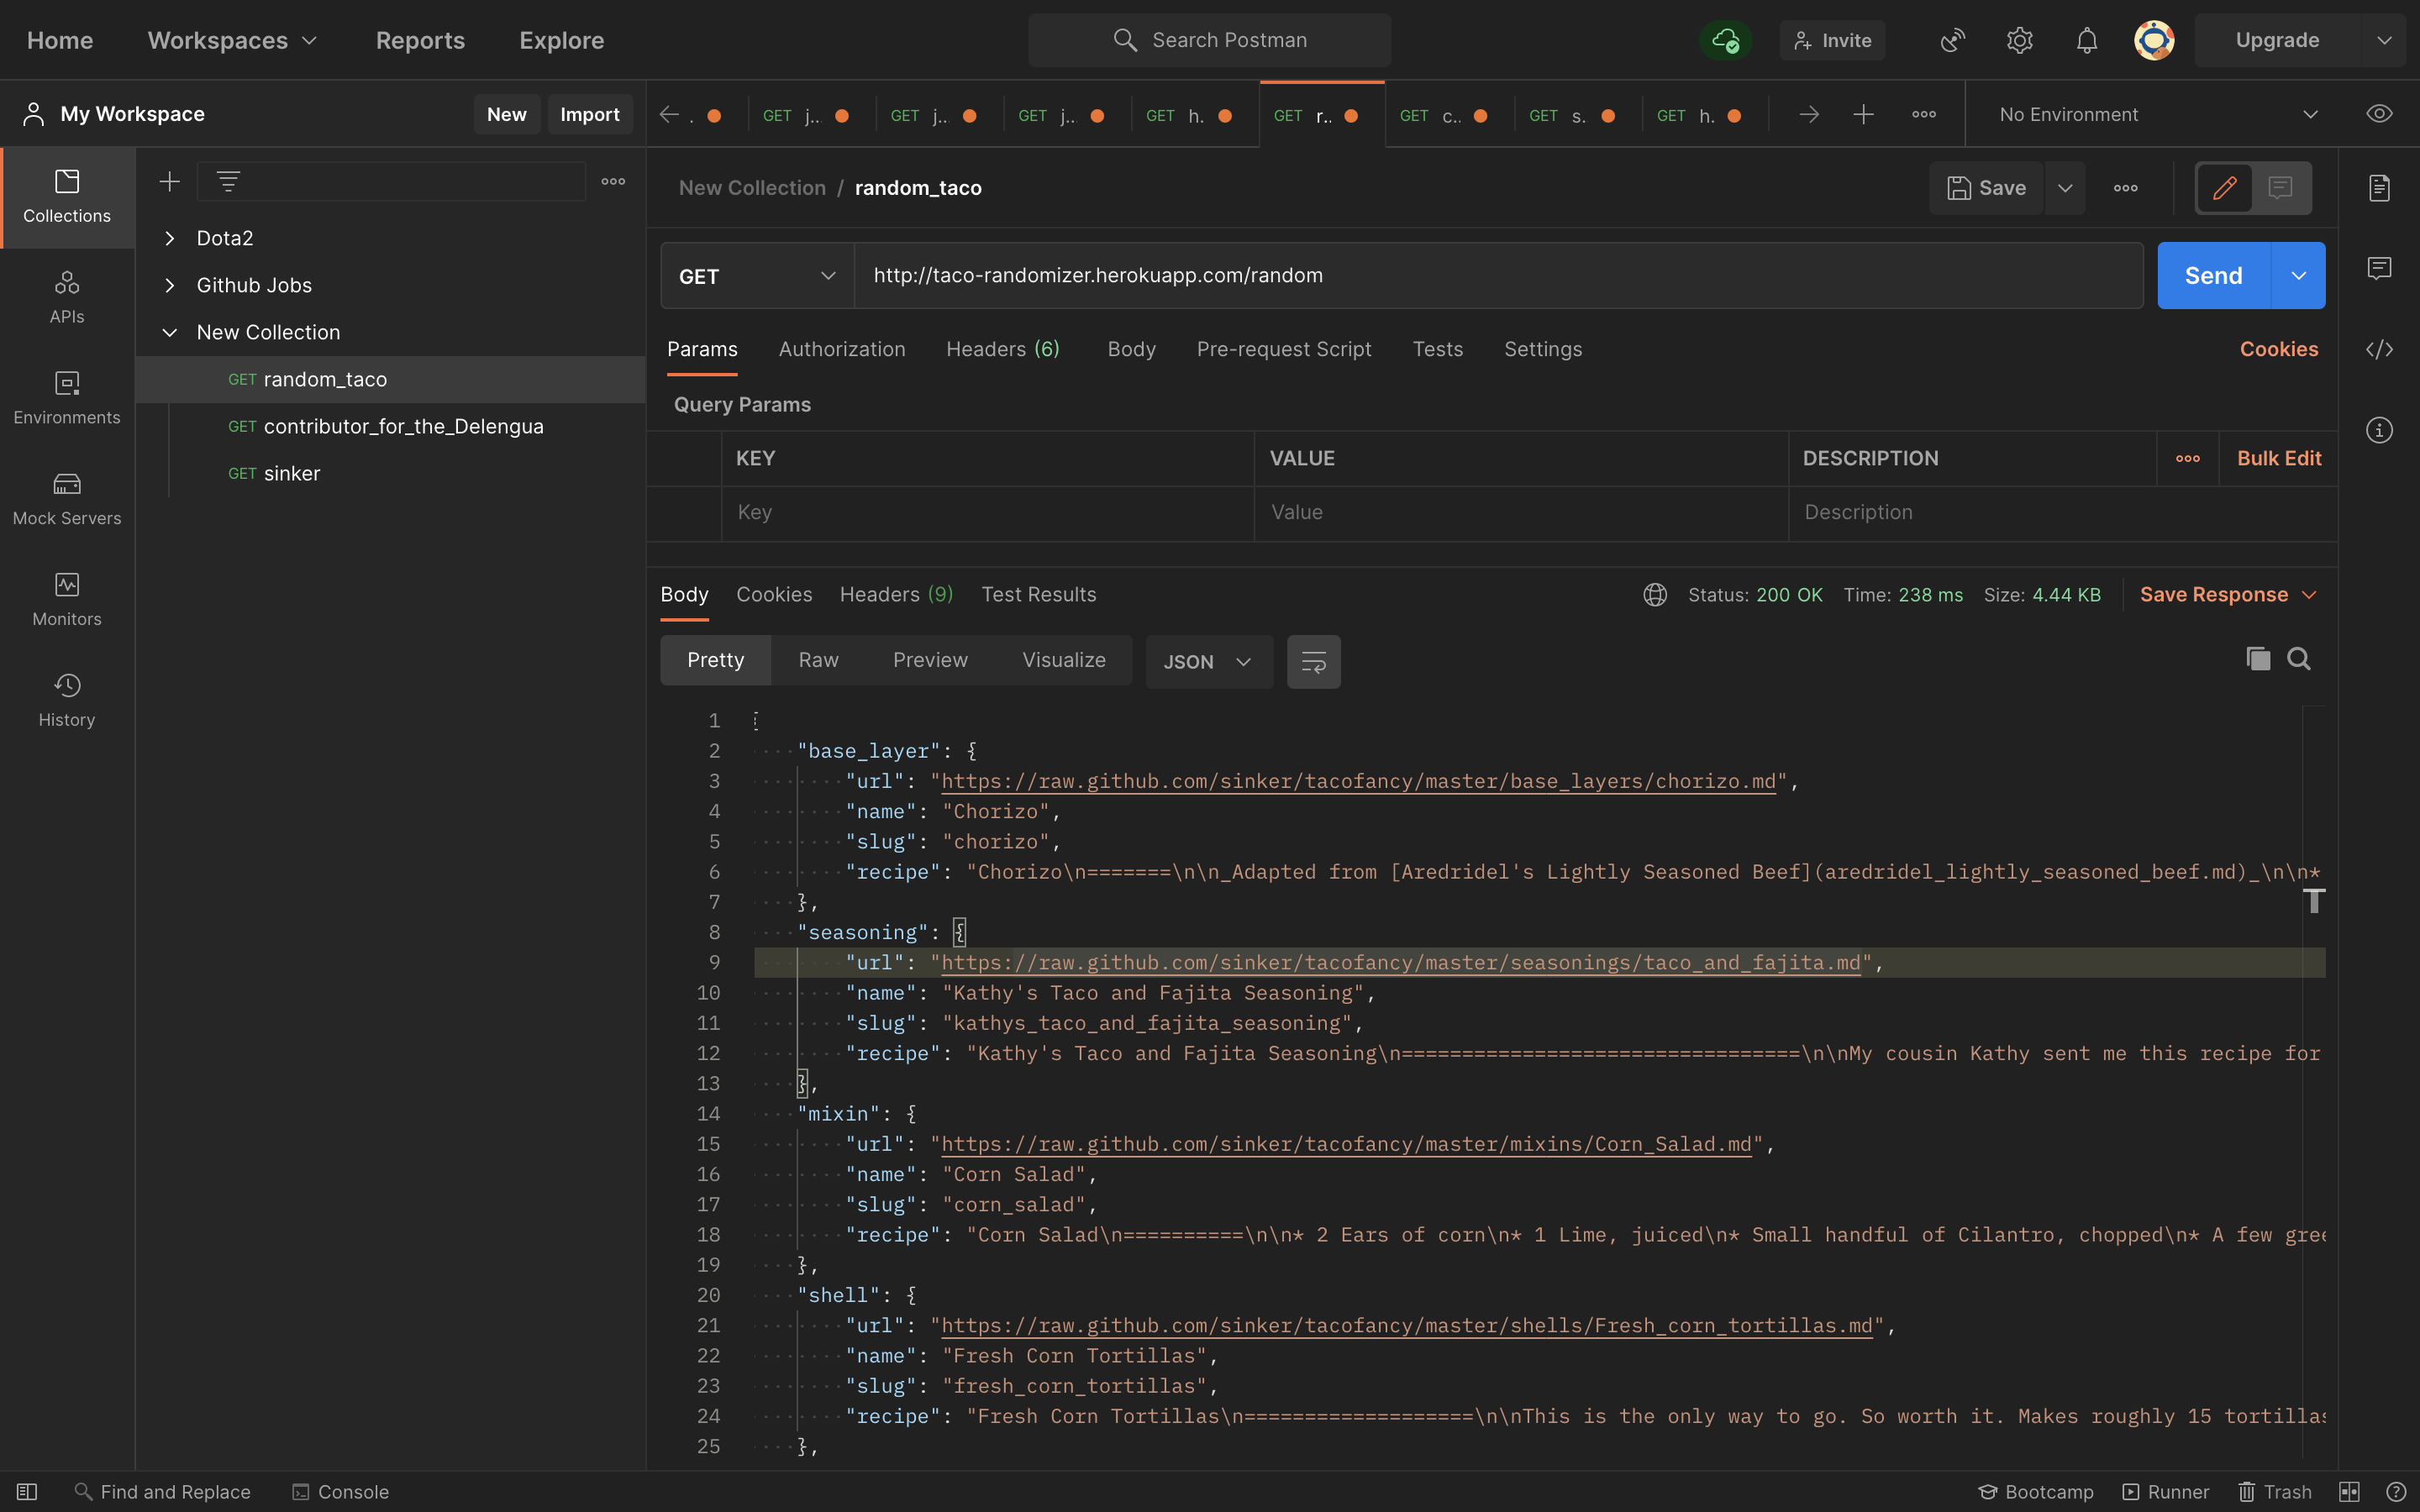 Home Workspaces Reports Explore Search Postman Invite Upgrade
My Workspace New Import . GET j... GET j... GET j... GET h. GET r.. GET c.. GET s. GET h. No Environment
Collections
APIs
Environments
Mock Servers
Monitors
History
Dota2
Github Jobs
New Collection
GET random_taco
GET contributor_for_the_Delengua
GET sinker
New Collection / random_taco Save
GET http://taco-randomizer.herokuapp.com/random Send
Params Authorization Headers (6) Body Pre-request Script Tests Settings Cookies
Query Params
KEY VALUE DESCRIPTION Bulk Edit
Key Value Description
Body Cookies Headers (9) Test Results Status: 200 OK Time: 238 ms Size: 4.44 KB Save Response
Pretty Raw Preview Visualize JSON
1 {
2 "base_layer": {
3 "url": "https://raw.github.com/sinker/tacofancy/master/base_layers/chorizo.md",
4 "name": "Chorizo",
5 "slug": "chorizo",
6 "recipe": "Chorizo\n=======\n\n_Adapted from [Aredridel's Lightly Seasoned Beef](aredridel_lightly_seasoned_beef.md)_\n\n*
7 },
8 "seasoning": {
9 "url": "https://raw.github.com/sinker/tacofancy/master/seasonings/taco_and_fajita.md",
10 "name": "Kathy's Taco and Fajita Seasoning",
11 "slug": "kathys_taco_and_fajita_seasoning",
12 "recipe": "Kathy's Taco and Fajita Seasoning\n=================================\n\nMy cousin Kathy sent me this recipe for
13 },
14 "mixin": {
15 "url": "https://raw.github.com/sinker/tacofancy/master/mixins/Corn_Salad.md",
16 "name": "Corn Salad",
17 "slug": "corn_salad",
18 "recipe": "Corn Salad\n==========\n\n* 2 Ears of corn\n* 1 Lime, juiced\n* Small handful of Cilantro, chopped\n* A few gree
19 },
20 "shell": {
21 "url": "https://raw.github.com/sinker/tacofancy/master/shells/Fresh_corn_tortillas.md",
22 "name": "Fresh Corn Tortillas",
23 "slug": "fresh_corn_tortillas",
24 "recipe": "Fresh Corn Tortillas\n===================\n\nThis is the only way to go. So worth it. Makes roughly 15 tortillas
25 },
Find and Replace Console Bootcamp Runner Trash